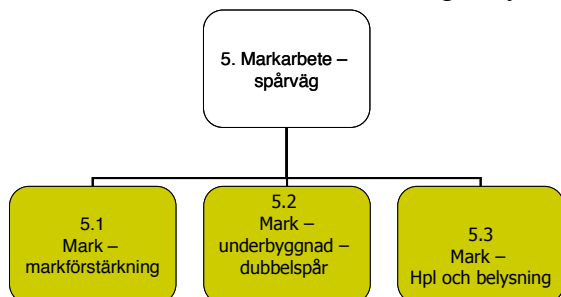 5. Markarbete –
spårväg
5.1
Mark –
markförstärkning
5.2
Mark –
underbyggnad –
dubbelspår
5.3
Mark –
Hpl och belysning